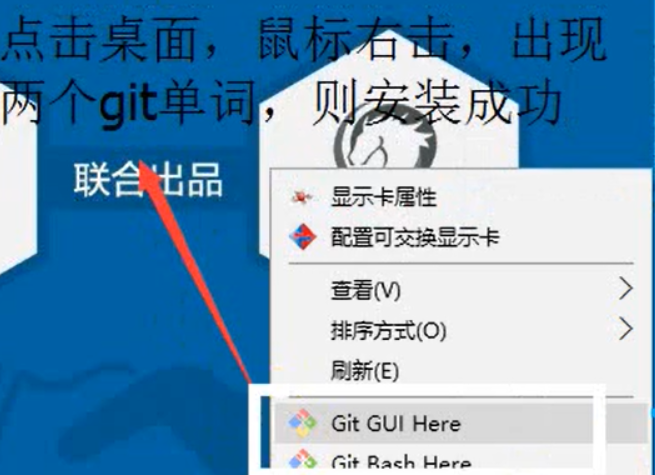 点击桌面，鼠标右击，出现
两个git单词，则安装成功
联合出品
显示卡属性
配置可交换显示卡
查看(V)
排序方式(O)
刷新(E)
Git GUI Here
Git Bash Here